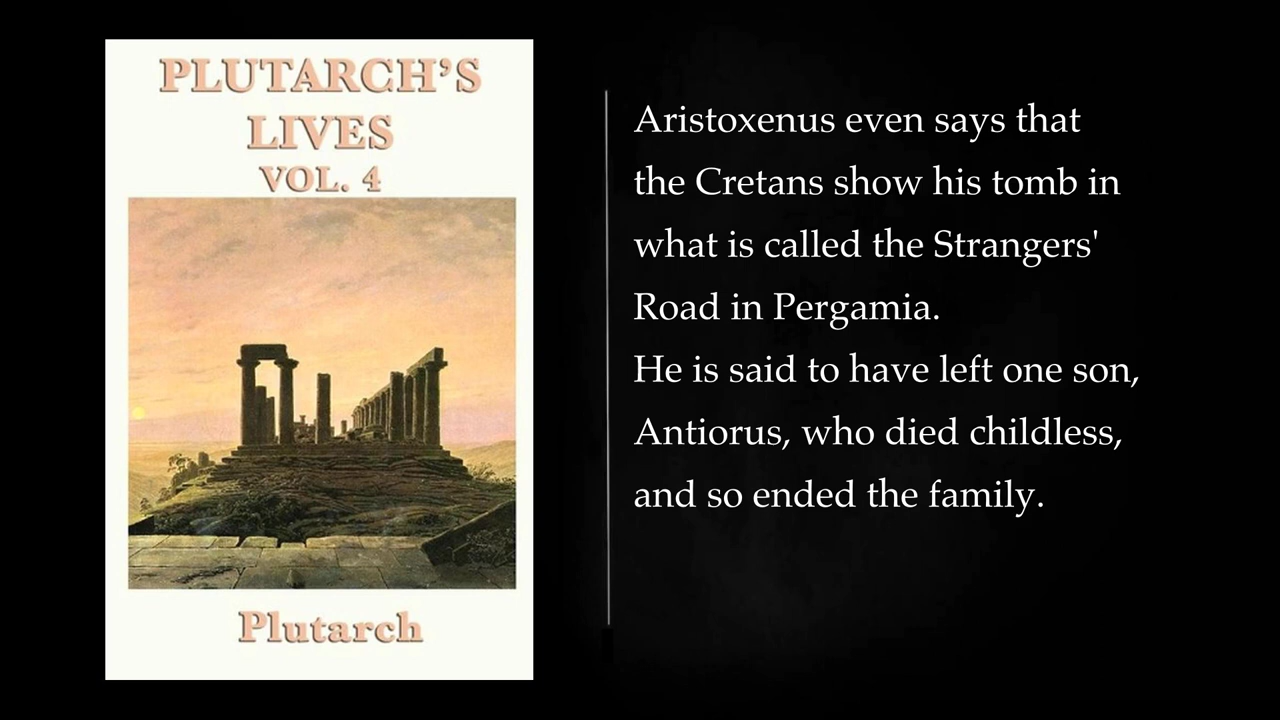 PLUTARCH'S
LIVES
VOL. 4
Plutarch
Aristoxenus even says that
the Cretans show his tomb in
what is called the Strangers'
Road in Pergamia.
He is said to have left one son,
Antiorus, who died childless,
and so ended the family.